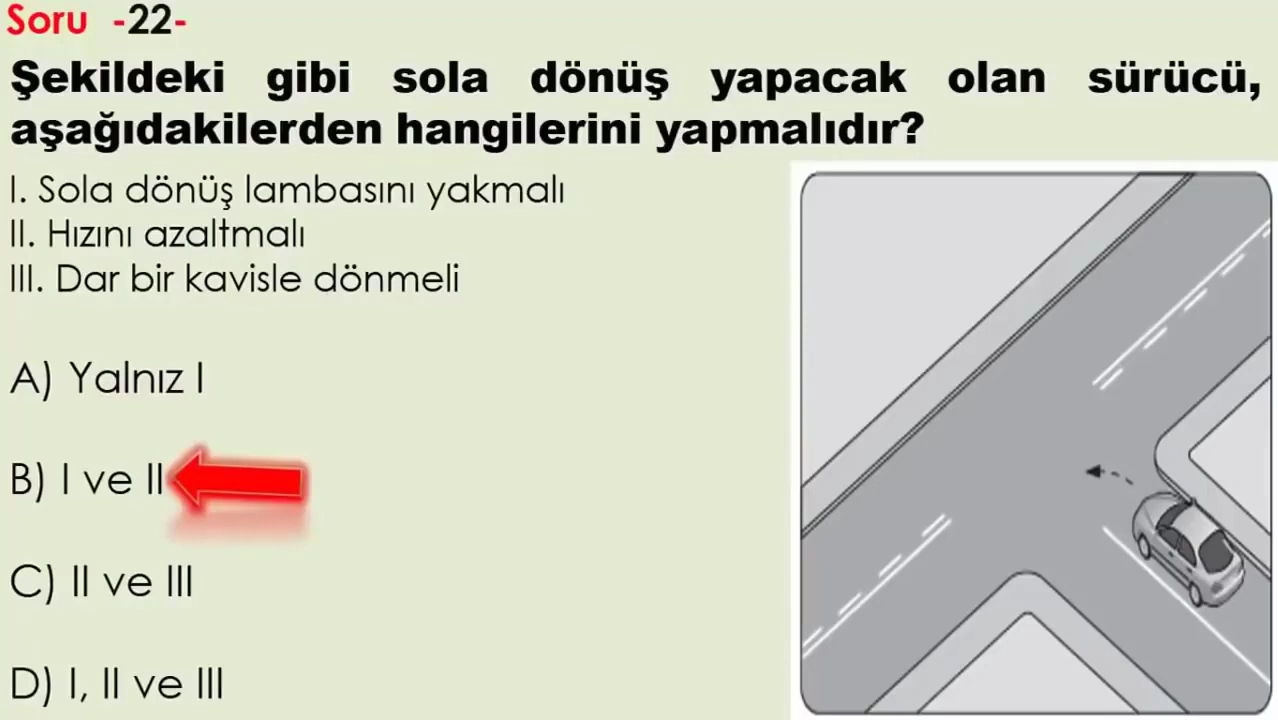 Soru -22-
Şekildeki gibi sola dönüş yapacak olan sürücü,
aşağıdakilerden hangilerini yapmalıdır?
I. Sola dönüş lambasını yakmalı
II. Hızını azaltmalı
III. Dar bir kavisle dönmeli
A) Yalnız I
B) I ve II
C) II ve III
D) I, II ve III